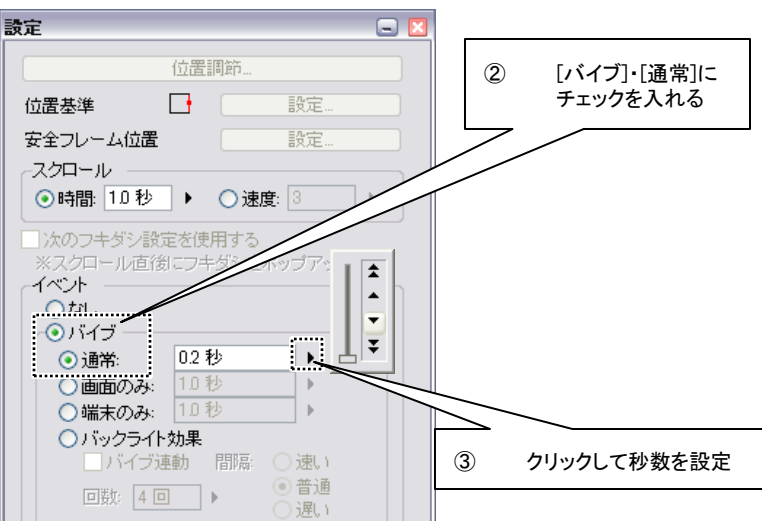 設定
位置調節...
位置基準 設定...
安全フレーム位置 設定...
スクロール
時間: 1.0 秒 速度: 3
次のフキダシ設定を使用する
※スクロール直後にフキダシ
ポップア
イベント
なし
バイブ
通常: 0.2 秒
画面のみ: 1.0 秒
端末のみ: 1.0 秒
バックライト効果
バイブ連動 間隔: 速い
普通
回数: 4 回
遅い
② [バイブ]・[通常]に
チェックを入れる
③ クリックして秒数を設定